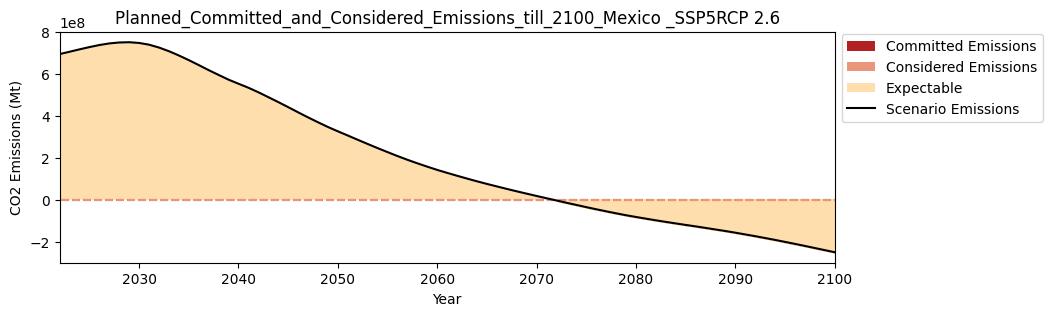 Planned_Committed_and_Considered_Emissions_till_2100_Mexico _SSP5RCP 2.6
1e8
8
6
4
2
0
−2
CO2 Emissions (Mt)
2030 2040 2050 2060 2070 2080 2090 2100
Year
Committed Emissions
Considered Emissions
Expectable
Scenario Emissions